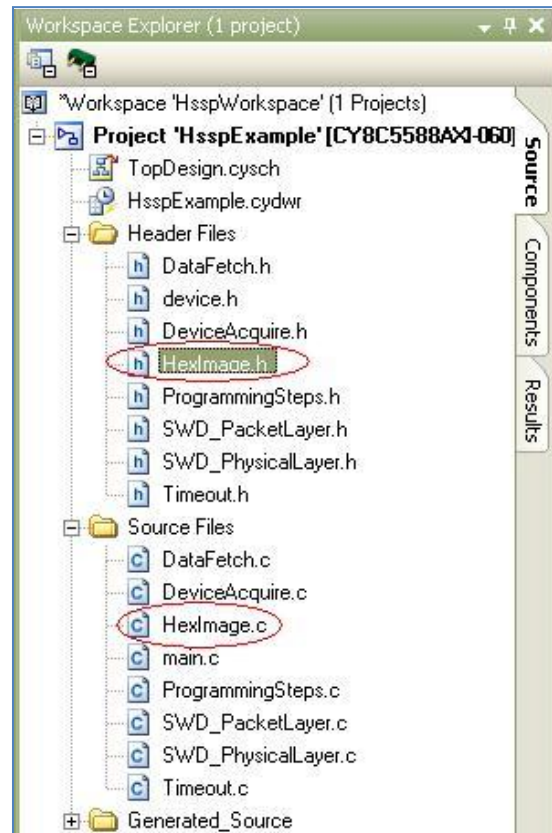 Workspace Explorer (1 project)
"Workspace 'HsspWorkspace' (1 Projects)
Project 'HsspExample' [CY8C5588AXI-060]
TopDesign.cysch
HsspExample.cydwr
Header Files
DataFetch.h
device.h
DeviceAcquire.h
HexImage.h
ProgrammingSteps.h
SWD_PacketLayer.h
SWD_PhysicalLayer.h
Timeout.h
Source Files
DataFetch.c
DeviceAcquire.c
HexImage.c
main.c
ProgrammingSteps.c
SWD_PacketLayer.c
SWD_PhysicalLayer.c
Timeout.c
Generated_Source
Source
Components
Results